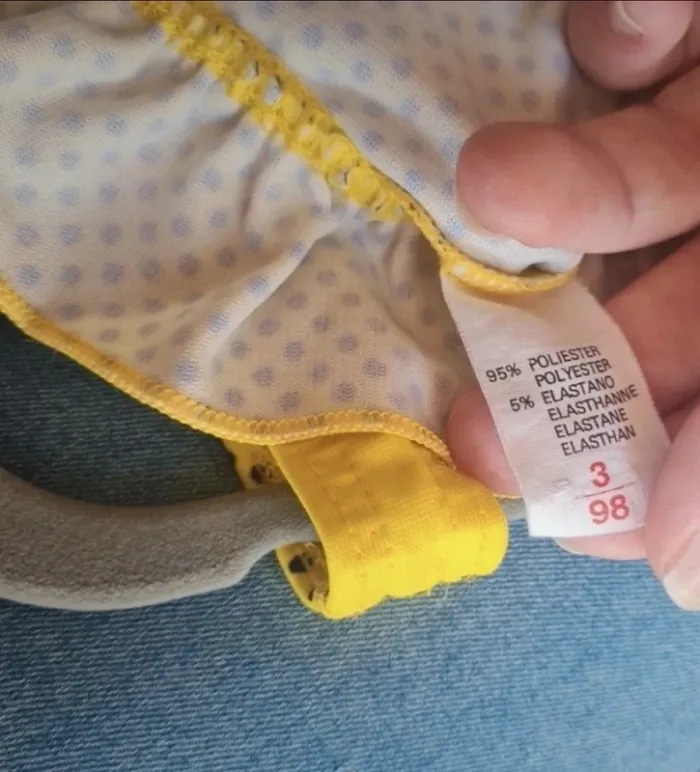 95% POLIESTER
POLYESTER
5% ELASTANO
ELASTHANNE
ELASTANE
ELASTHAN
3
98